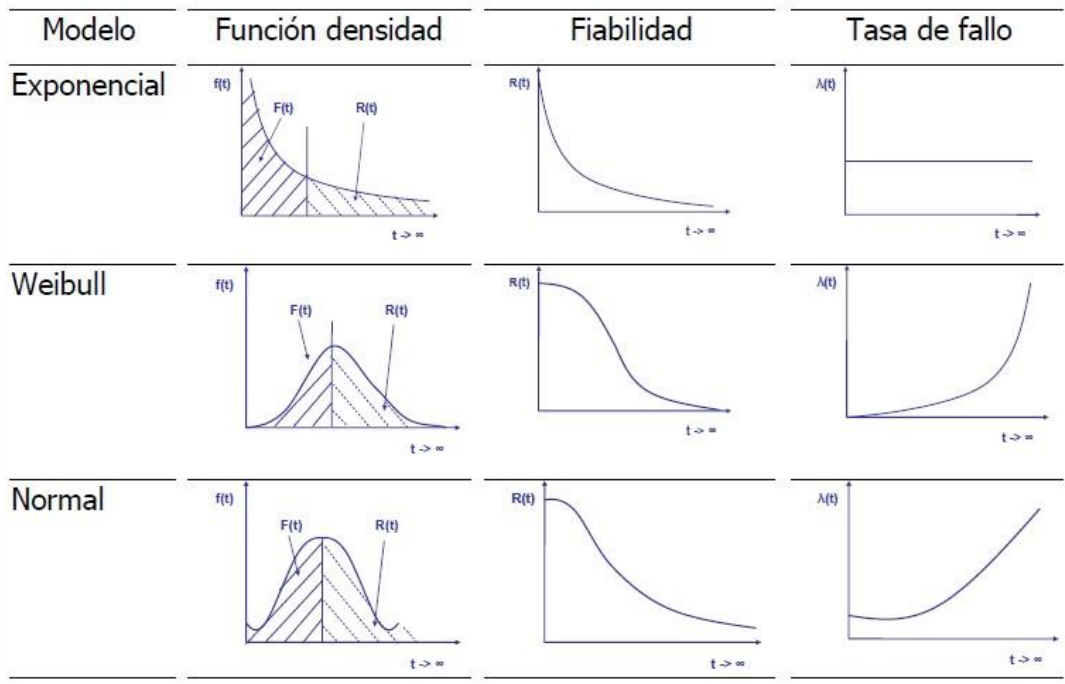 Modelo Función densidad Fiabilidad Tasa de fallo
Exponencial
f(t) F(t) R(t) t -> ∞
R(t) t -> ∞
λ(t) t -> ∞
Weibull
f(t) F(t) R(t) t -> ∞
R(t) t -> ∞
λ(t) t -> ∞
Normal
f(t) F(t) R(t) t -> ∞
R(t) t -> ∞
λ(t) t -> ∞